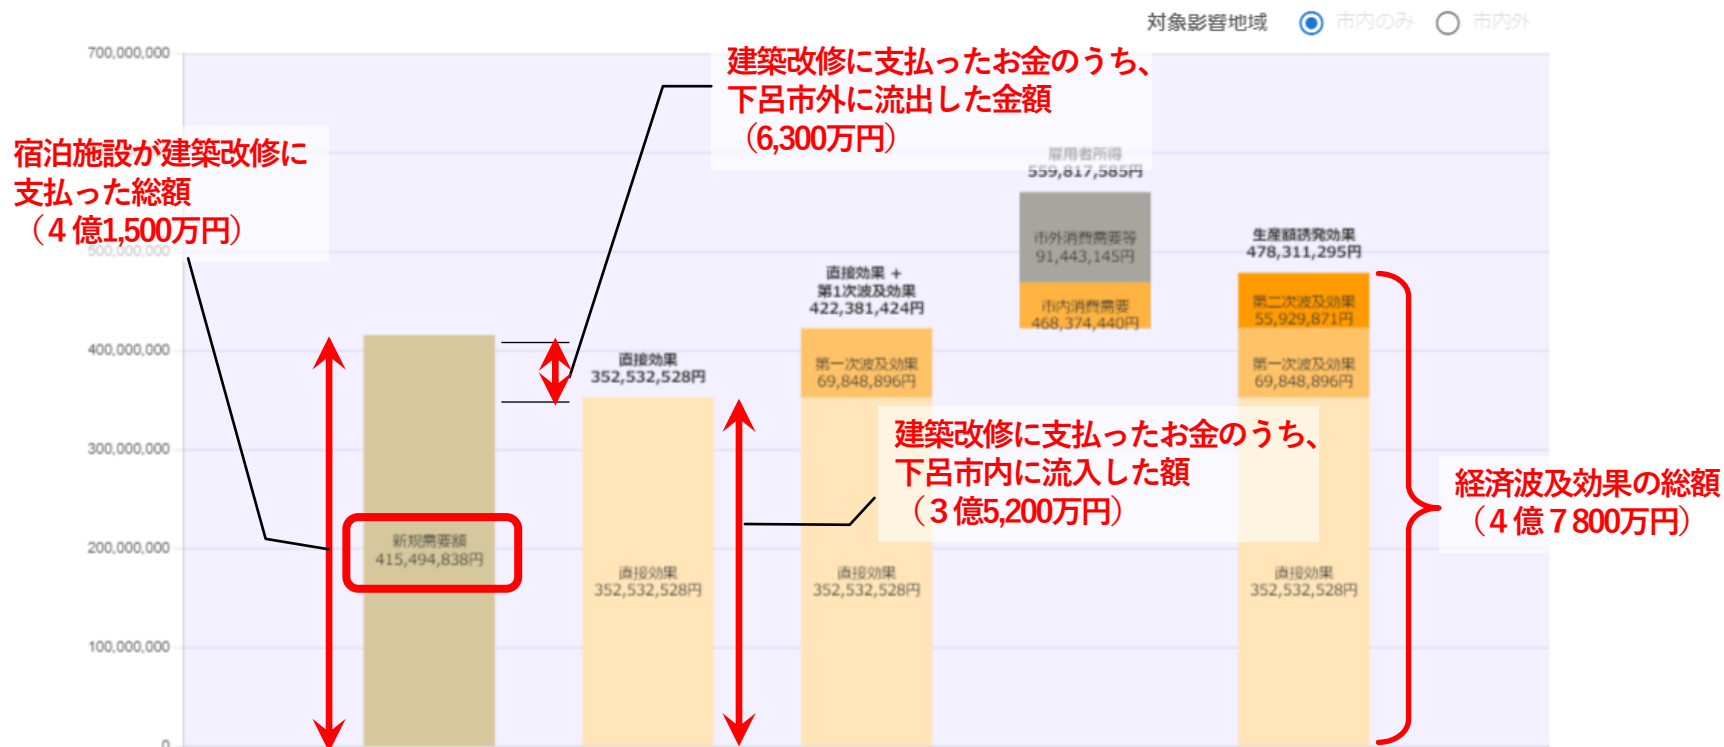 対象影響地域 市内のみ 市内外
700,000,000
500,000,000
400,000,000
300,000,000
200,000,000
100,000,000
0
宿泊施設が建築改修に
支払った総額
（４億1,500万円）
建築改修に支払ったお金のうち、
下呂市外に流出した金額
（6,300万円）
新規需要額
415,494,838円
直接効果
352,532,528円
直接効果
352,532,528円
建築改修に支払ったお金のうち、
下呂市内に流入した額
（３億5,200万円）
直接効果 +
第1次波及効果
422,381,424円
第一次波及効果
69,848,896円
直接効果
352,532,528円
雇用者所得
559,817,585円
市外消費需要等
91,443,145円
市内消費需要
468,374,440円
生産額誘発効果
478,311,295円
第二次波及効果
55,929,871円
第一次波及効果
69,848,896円
直接効果
352,532,528円
経済波及効果の総額
（４億７800万円）